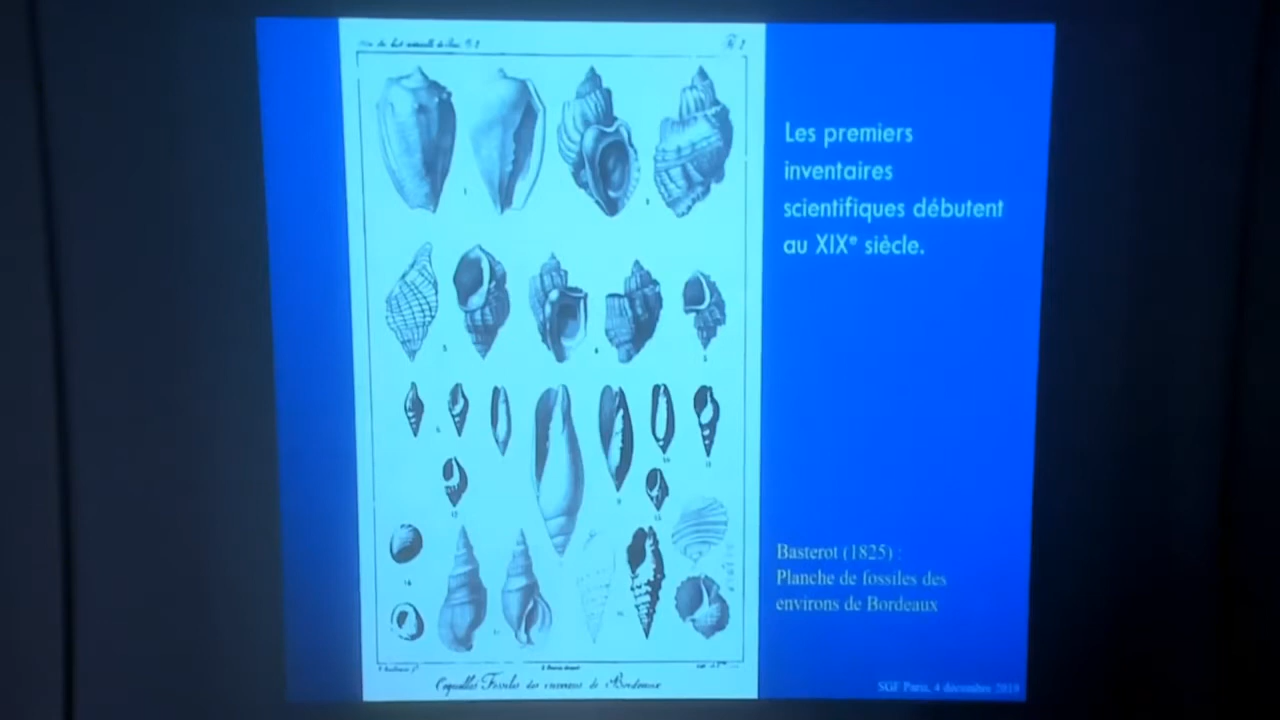 Les premiers
inventaires
scientifiques débutent
au XIXᵉ siècle.
Basterot (1825) :
Planche de fossiles des
environs de Bordeaux
SGF Paris, 4 décembre 2019
Coquilles Fossiles des environs de Bordeaux